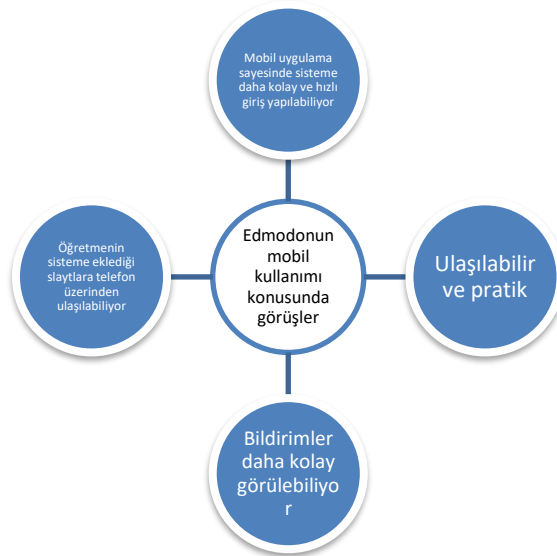 Mobil uygulama
sayesinde sisteme
daha kolay ve hızlı
giriş yapılabiliyor
Öğretmenin
sisteme eklediği
slaytlara telefon
üzerinden
ulaşılabiliyor
Edmodonun
mobil
kullanımı
konusunda
görüşler
Ulaşılabilir
ve pratik
Bildirimler
daha kolay
görülebiliyo
r